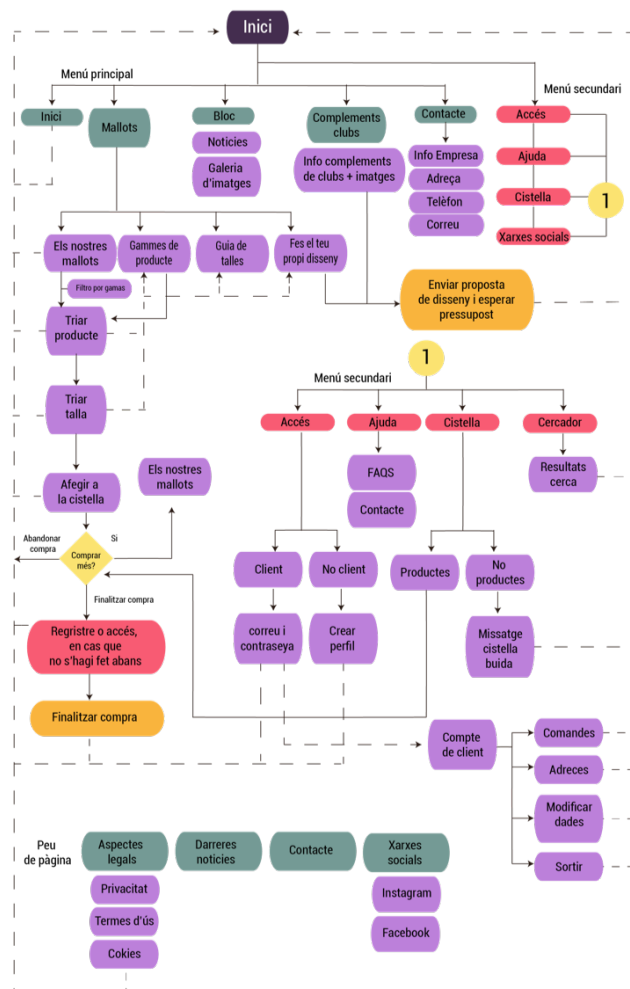 Inici
Menú principal
Menú secundari
Inici
Mallots
Bloc
Noticies
Galeria
d'imatges
Complements
clubs
Info complements
de clubs + imatges
Contacte
Info Empresa
Adreça
Telèfon
Correu
Accés
Ajuda
Cistella
Xarxes socials
1
Els nostres
mallots
Gammes de
producte
Guia de
talles
Fes el teu
propi disseny
Filtro por gamas
Enviar proposta
de disseny i esperar
pressupost
Triar
producte
Triar
talla
Afegir a
la cistella
Els nostres
mallots
Abandonar
compra
Si
Comprar
més?
Finalitzar compra
Regristre o accés,
en cas que
no s'hagi fet abans
Finalitzar compra
1
Menú secundari
Accés
Ajuda
Cistella
Cercador
FAQS
Contacte
Resultats
cerca
Client
No client
Productes
No
productes
correu i
contraseya
Crear
perfil
Missatge
cistella
buida
Compte
de client
Comandes
Adreces
Modificar
dades
Sortir
Peu
de pàgina
Aspectes
legals
Darreres
noticies
Contacte
Xarxes
socials
Privacitat
Termes d'ús
Cokies
Instagram
Facebook